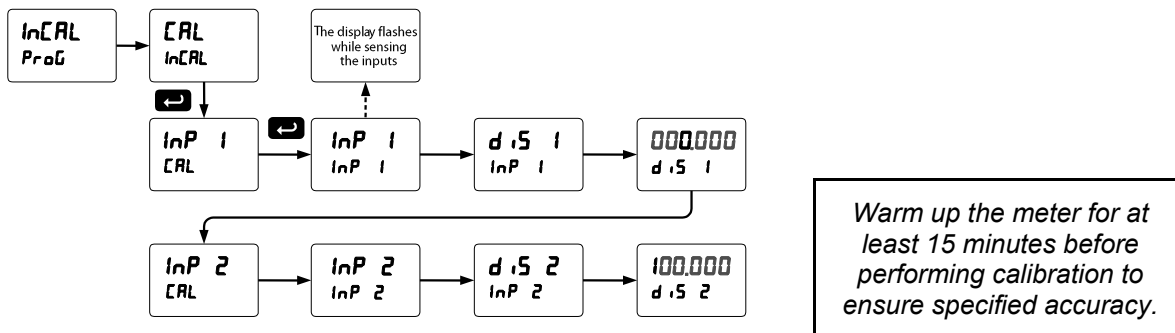 InCAL
ProG
CAL
InCAL
The display flashes
while sensing
the inputs
InP 1
CAL
InP 1
InP 1
diS 1
InP 1
000.000
diS 1
InP 2
CAL
InP 2
InP 2
diS 2
InP 2
100.000
diS 2
Warm up the meter for at
least 15 minutes before
performing calibration to
ensure specified accuracy.